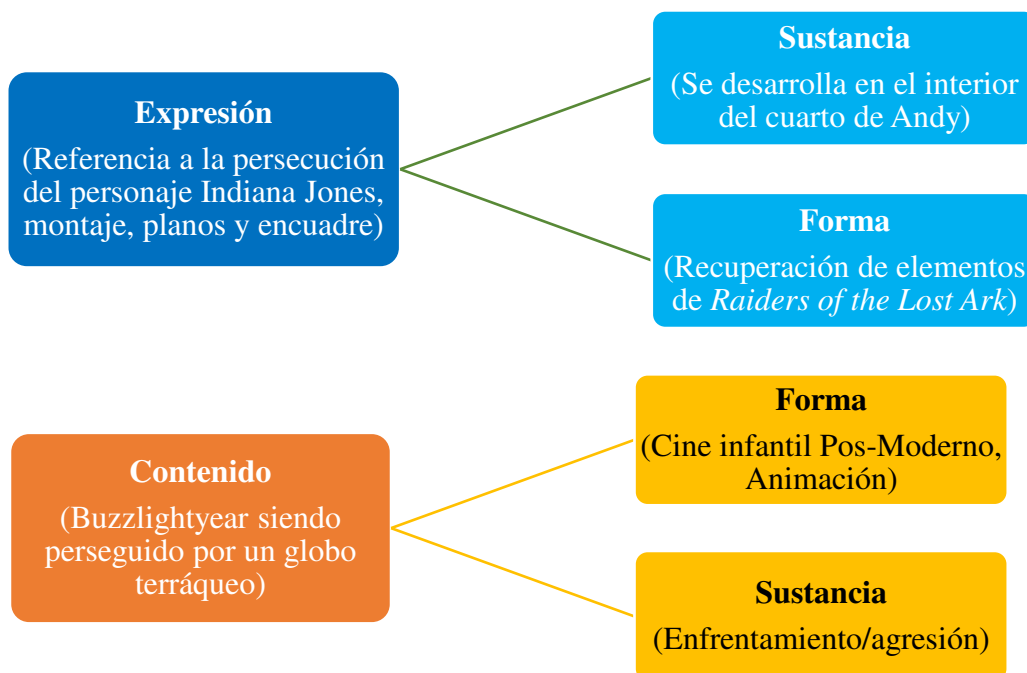 Expresión
(Referencia a la persecución
del personaje Indiana Jones,
montaje, planos y encuadre)
Sustancia
(Se desarrolla en el interior
del cuarto de Andy)
Forma
(Recuperación de elementos
de Raiders of the Lost Ark)
Contenido
(Buzzlightyear siendo
perseguido por un globo
terráqueo)
Forma
(Cine infantil Pos-Moderno,
Animación)
Sustancia
(Enfrentamiento/agresión)